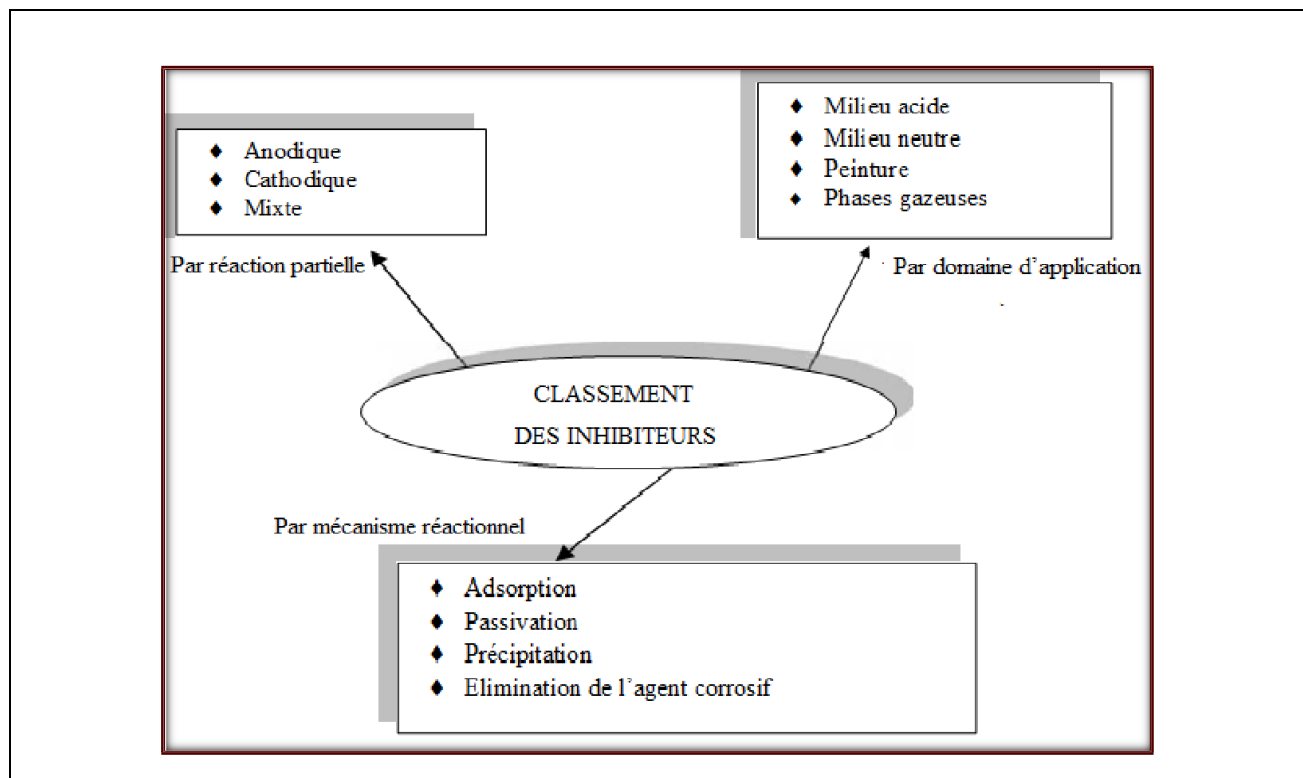 ♦ Anodique
♦ Cathodique
♦ Mixte
Par réaction partielle
♦ Milieu acide
♦ Milieu neutre
♦ Peinture
♦ Phases gazeuses
Par domaine d’application
CLASSEMENT
DES INHIBITEURS
Par mécanisme réactionnel
♦ Adsorption
♦ Passivation
♦ Précipitation
♦ Elimination de l’agent corrosif